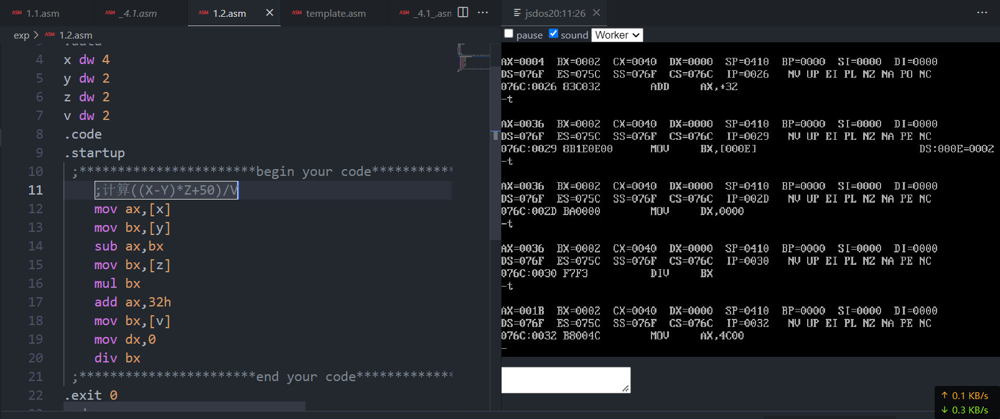 ASM 1.1.asm ASM _4.1.asm ASM 1.2.asm ASM template.asm ASM _4.1_.asm
exp > ASM 1.2.asm
.data
4 x dw 4
5 y dw 2
6 z dw 2
7 v dw 2
8 .code
9 .startup
10 ;***********************begin your code***********
11 ;计算((X-Y)*Z+50)/V
12 mov ax,[x]
13 mov bx,[y]
14 sub ax,bx
15 mov bx,[z]
16 mul bx
17 add ax,32h
18 mov bx,[v]
19 mov dx,0
20 div bx
21 ;***********************end your code*************
22 .exit 0
jsdos20:11:26
pause sound Worker
AX=0004 BX=0002 CX=0040 DX=0000 SP=0410 BP=0000 SI=0000 DI=0000
DS=076F ES=075C SS=076F CS=076C IP=0026 NV UP EI PL NZ NA PO NC
076C:0026 83C032 ADD AX,+32
-t
AX=0036 BX=0002 CX=0040 DX=0000 SP=0410 BP=0000 SI=0000 DI=0000
DS=076F ES=075C SS=076F CS=076C IP=0029 NV UP EI PL NZ NA PE NC
076C:0029 8B1E0E00 MOV BX,[000E] DS:000E=0002
-t
AX=0036 BX=0002 CX=0040 DX=0000 SP=0410 BP=0000 SI=0000 DI=0000
DS=076F ES=075C SS=076F CS=076C IP=002D NV UP EI PL NZ NA PE NC
076C:002D BA0000 MOV DX,0000
-t
AX=0036 BX=0002 CX=0040 DX=0000 SP=0410 BP=0000 SI=0000 DI=0000
DS=076F ES=075C SS=076F CS=076C IP=0030 NV UP EI PL NZ NA PE NC
076C:0030 F7F3 DIV BX
-t
AX=001B BX=0002 CX=0040 DX=0000 SP=0410 BP=0000 SI=0000 DI=0000
DS=076F ES=075C SS=076F CS=076C IP=0032 NV UP EI PL NZ NA PE NC
076C:0032 B8004C MOV AX,4C00
-
↑ 0.1 KB/s
↓ 0.3 KB/s